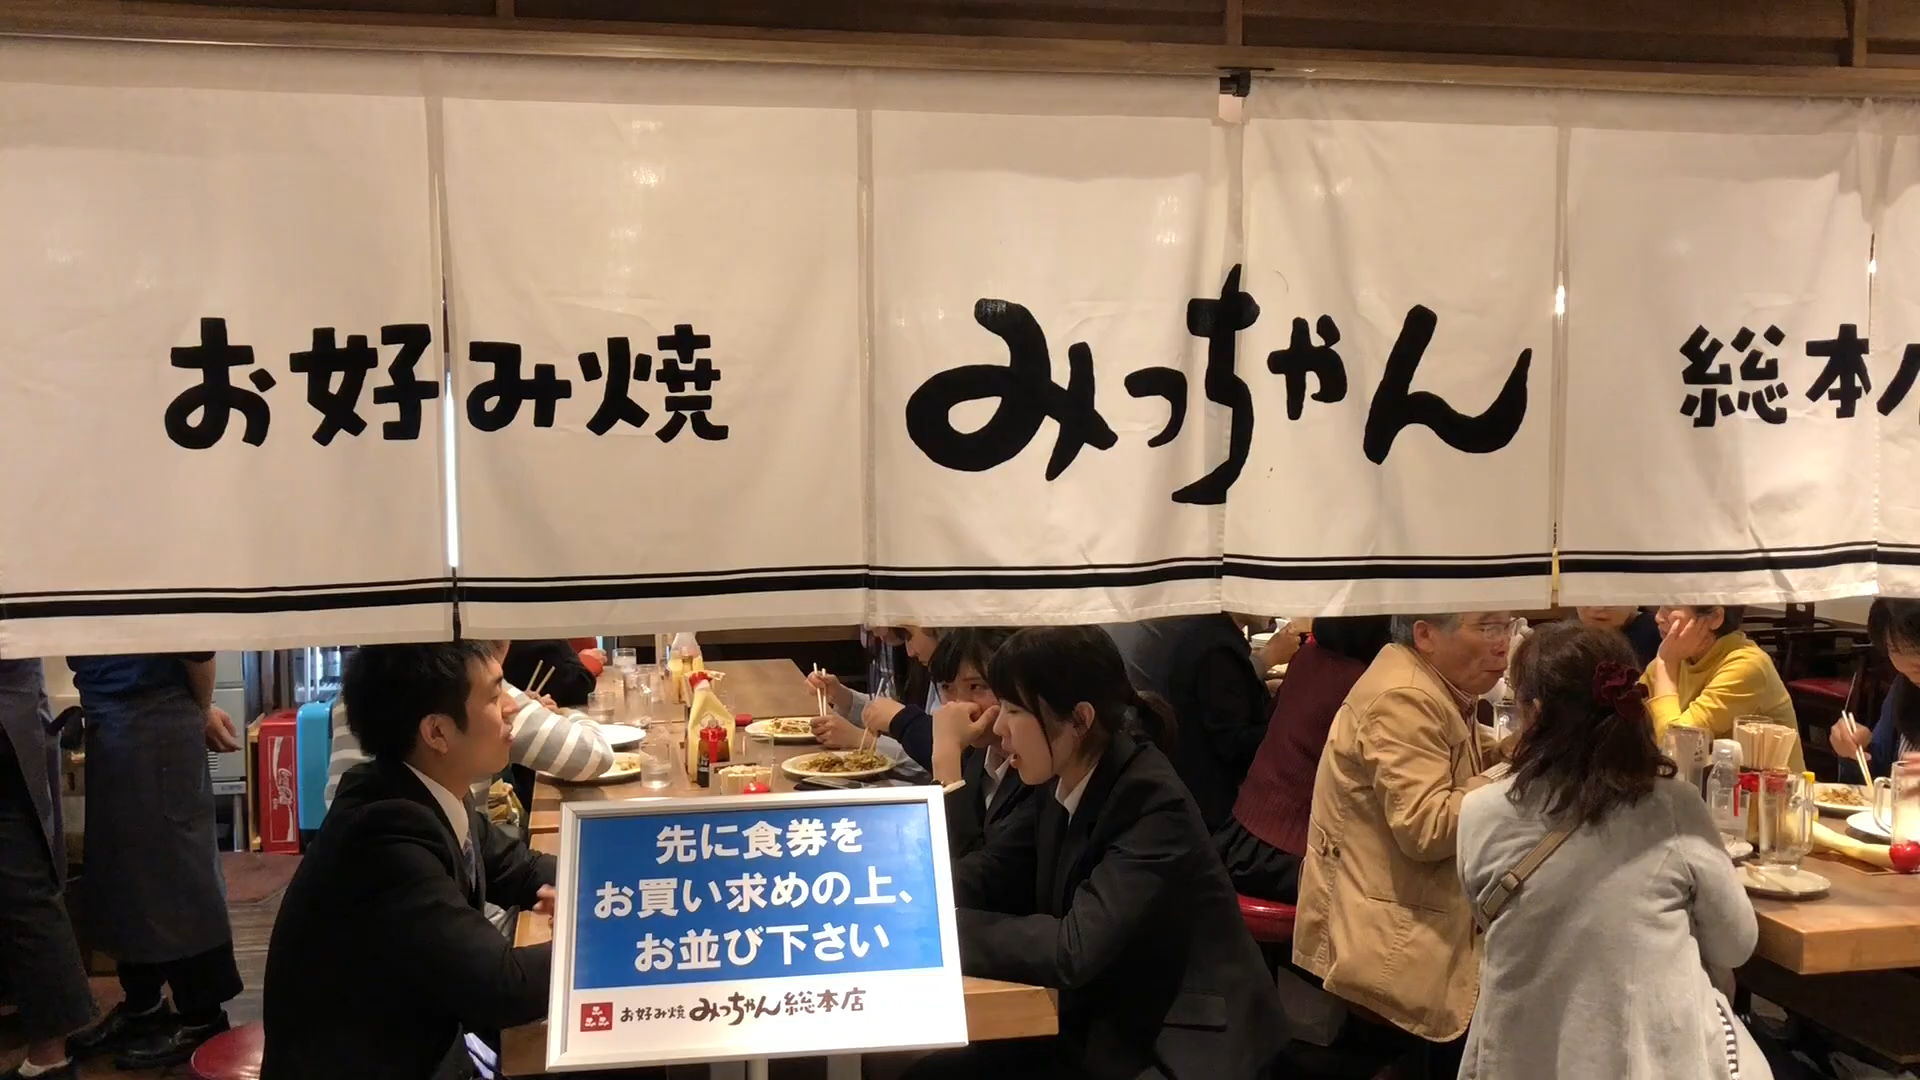 お好み焼 みっちゃん 総本
先に食券を
お買い求めの上、
お並び下さい
お好み焼 みっちゃん 総本店